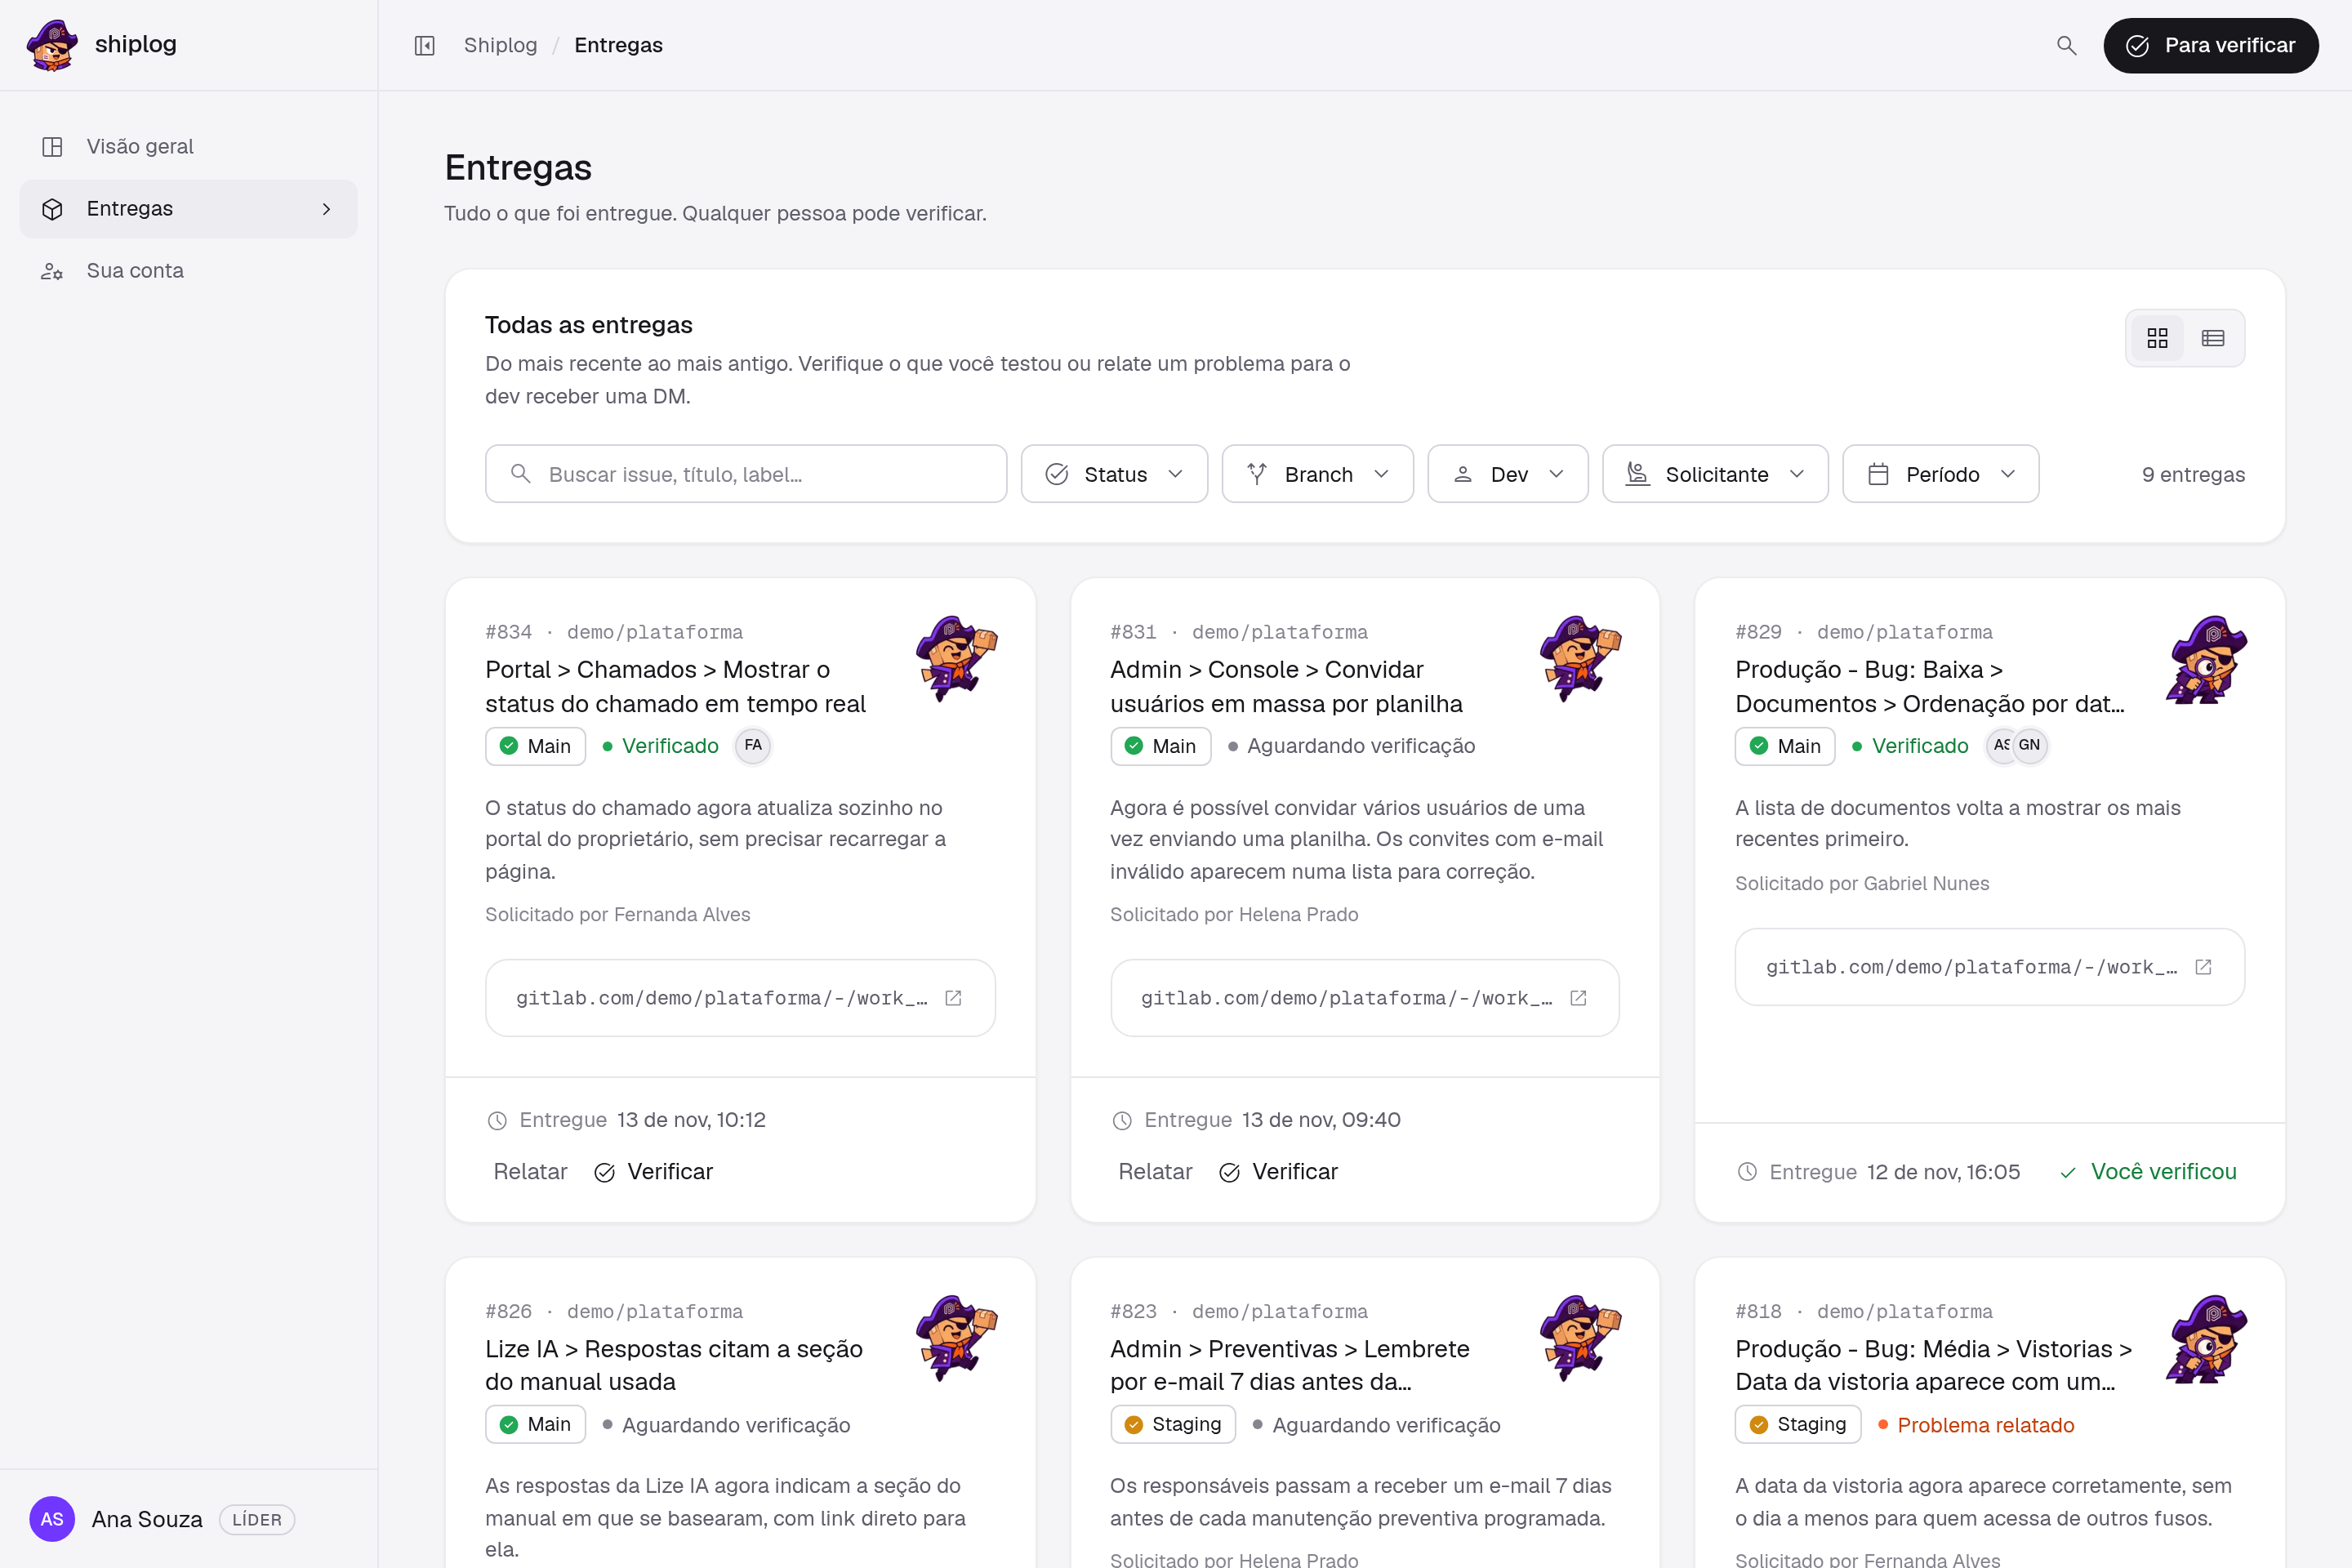 shiplog
Shiplog / Entregas
Para verificar
Visão geral
Entregas
Sua conta
Entregas
Tudo o que foi entregue. Qualquer pessoa pode verificar.
Todas as entregas
Do mais recente ao mais antigo. Verifique o que você testou ou relate um problema para o
dev receber uma DM.
Buscar issue, título, label...
Status
Branch
Dev
Solicitante
Período
9 entregas
#834 · demo/plataforma
Portal > Chamados > Mostrar o
status do chamado em tempo real
Main
Verificado
FA
O status do chamado agora atualiza sozinho no
portal do proprietário, sem precisar recarregar a
página.
Solicitado por Fernanda Alves
gitlab.com/demo/plataforma/-/work_…
Entregue 13 de nov, 10:12
Relatar
Verificar
#831 · demo/plataforma
Admin > Console > Convidar
usuários em massa por planilha
Main
Aguardando verificação
Agora é possível convidar vários usuários de uma
vez enviando uma planilha. Os convites com e-mail
inválido aparecem numa lista para correção.
Solicitado por Helena Prado
gitlab.com/demo/plataforma/-/work_…
Entregue 13 de nov, 09:40
Relatar
Verificar
#829 · demo/plataforma
Produção - Bug: Baixa >
Documentos > Ordenação por dat…
Main
Verificado
AS
GN
A lista de documentos volta a mostrar os mais
recentes primeiro.
Solicitado por Gabriel Nunes
gitlab.com/demo/plataforma/-/work_…
Entregue 12 de nov, 16:05
Você verificou
#826 · demo/plataforma
Lize IA > Respostas citam a seção
do manual usada
Main
Aguardando verificação
As respostas da Lize IA agora indicam a seção do
manual em que se basearam, com link direto para
ela.
#823 · demo/plataforma
Admin > Preventivas > Lembrete
por e-mail 7 dias antes da…
Staging
Aguardando verificação
Os responsáveis passam a receber um e-mail 7 dias
antes de cada manutenção preventiva programada.
Solicitado por Helena Prado
#818 · demo/plataforma
Produção - Bug: Média > Vistorias >
Data da vistoria aparece com um…
Staging
Problema relatado
A data da vistoria agora aparece corretamente, sem
o dia a menos para quem acessa de outros fusos.
Solicitado por Fernanda Alves
AS
Ana Souza
LÍDER